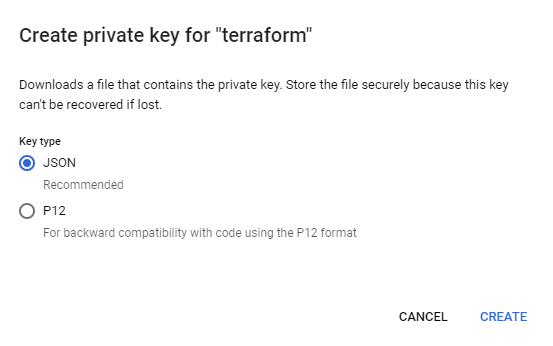 Create private key for "terraform"
Downloads a file that contains the private key. Store the file securely because this key
can't be recovered if lost.
Key type
JSON
Recommended
P12
For backward compatibility with code using the P12 format
CANCEL CREATE